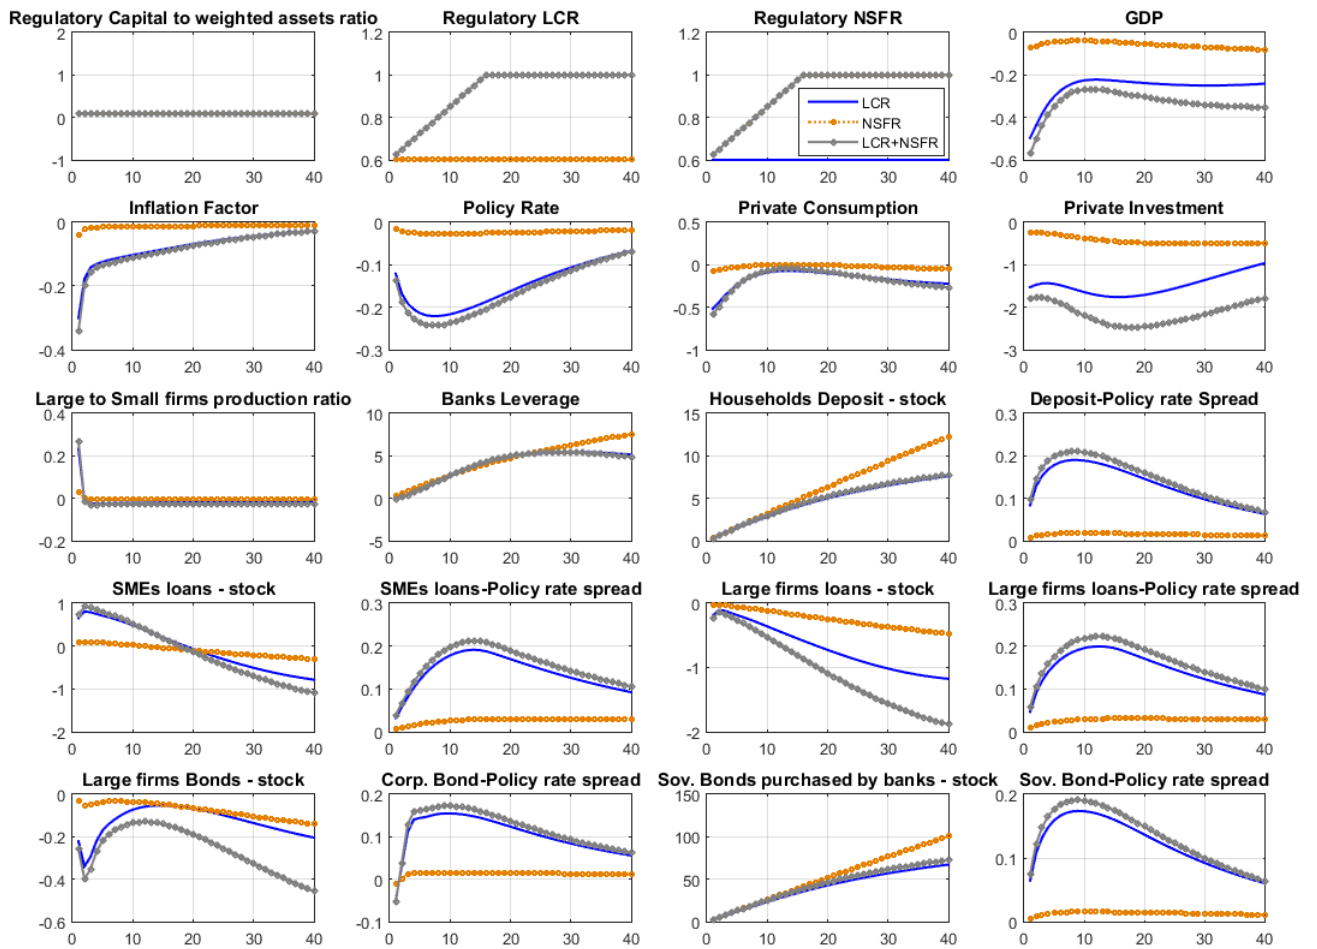 Regulatory Capital to weighted assets ratio
2
1
0
-1
0 10 20 30 40
Regulatory LCR
1.2
1
0.8
0.6
0 10 20 30 40
Regulatory NSFR
1.2
1
0.8
0.6
0 10 20 30 40
LCR
NSFR
LCR+NSFR
GDP
0
-0.2
-0.4
-0.6
0 10 20 30 40
Inflation Factor
0
-0.2
-0.4
0 10 20 30 40
Policy Rate
0
-0.1
-0.2
-0.3
0 10 20 30 40
Private Consumption
0.5
0
-0.5
-1
0 10 20 30 40
Private Investment
0
-1
-2
-3
0 10 20 30 40
Large to Small firms production ratio
0.4
0.2
0
-0.2
0 10 20 30 40
Banks Leverage
10
5
0
-5
0 10 20 30 40
Households Deposit - stock
15
10
5
0
0 10 20 30 40
Deposit-Policy rate Spread
0.3
0.2
0.1
0
0 10 20 30 40
SMEs loans - stock
1
0
-1
-2
0 10 20 30 40
SMEs loans-Policy rate spread
0.3
0.2
0.1
0
0 10 20 30 40
Large firms loans - stock
0
-1
-2
0 10 20 30 40
Large firms loans-Policy rate spread
0.3
0.2
0.1
0
0 10 20 30 40
Large firms Bonds - stock
0
-0.2
-0.4
-0.6
0 10 20 30 40
Corp. Bond-Policy rate spread
0.2
0.1
0
-0.1
0 10 20 30 40
Sov. Bonds purchased by banks - stock
150
100
50
0
0 10 20 30 40
Sov. Bond-Policy rate spread
0.2
0.1
0
0 10 20 30 40